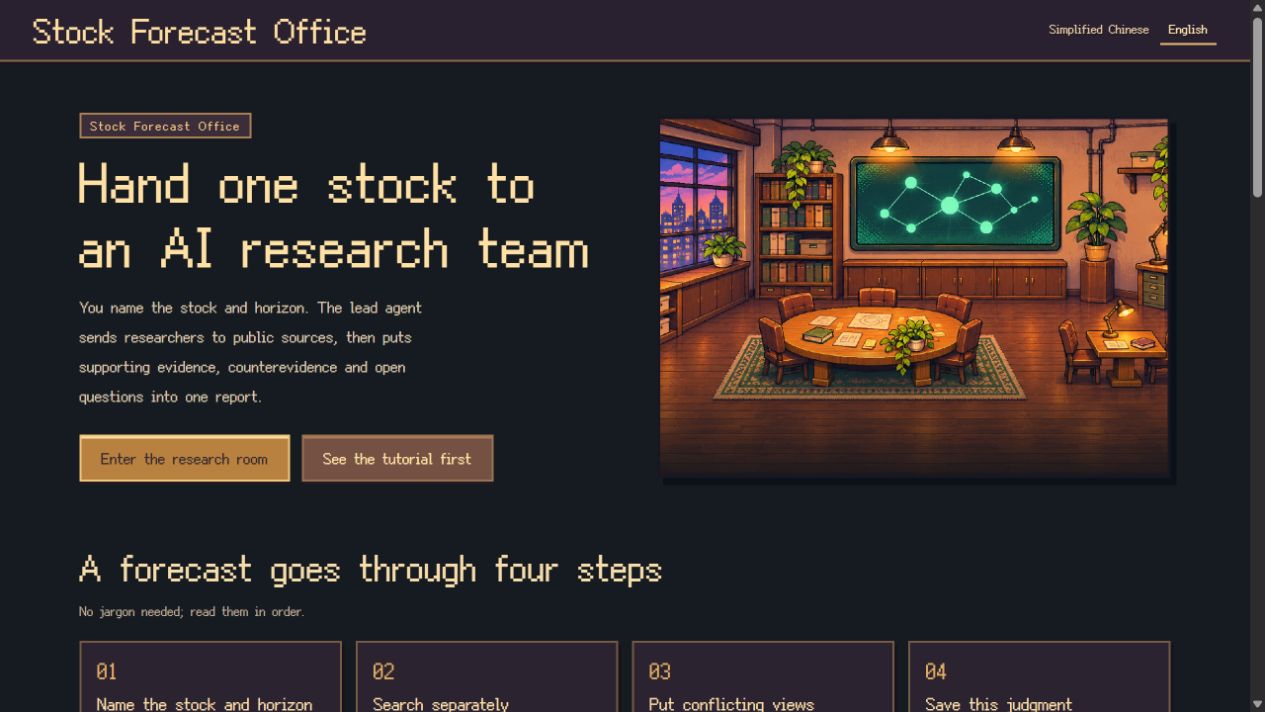 Stock Forecast Office
Simplified Chinese
English
Stock Forecast Office
Hand one stock to
an AI research team
You name the stock and horizon. The lead agent
sends researchers to public sources, then puts
supporting evidence, counterevidence and open
questions into one report.
Enter the research room
See the tutorial first
A forecast goes through four steps
No jargon needed; read them in order.
01
Name the stock and horizon
02
Search separately
03
Put conflicting views
04
Save this judgment